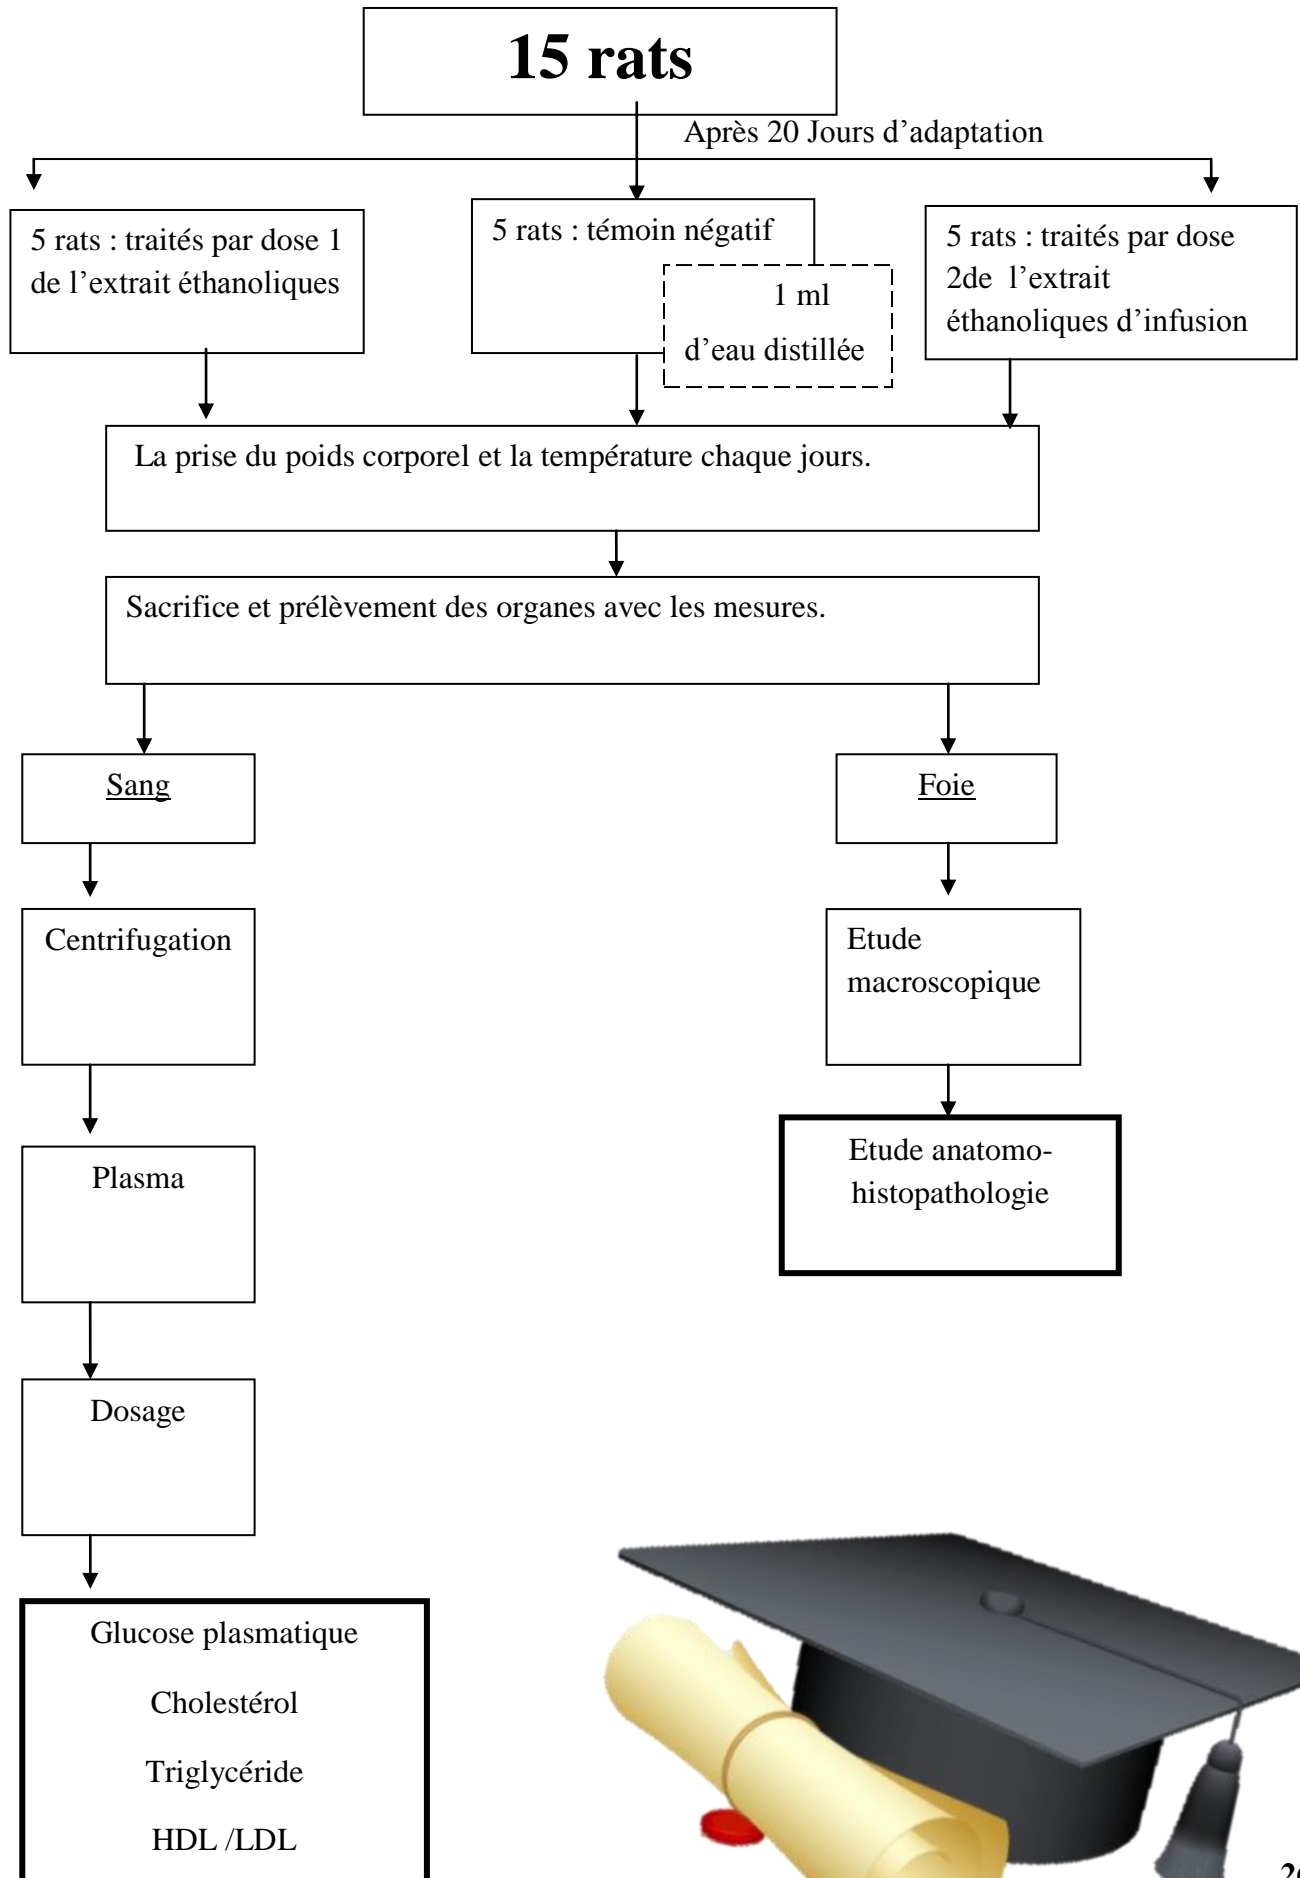 15 rats
Après 20 Jours d’adaptation
5 rats : traités par dose 1
de l’extrait éthanoliques
5 rats : témoin négatif
1 ml
d’eau distillée
5 rats : traités par dose
2de l’extrait
éthanoliques d’infusion
La prise du poids corporel et la température chaque jours.
Sacrifice et prélèvement des organes avec les mesures.
Sang
Foie
Centrifugation
Etude
macroscopique
Plasma
Etude anatomo-
histopathologie
Dosage
Glucose plasmatique
Cholestérol
Triglycéride
HDL /LDL